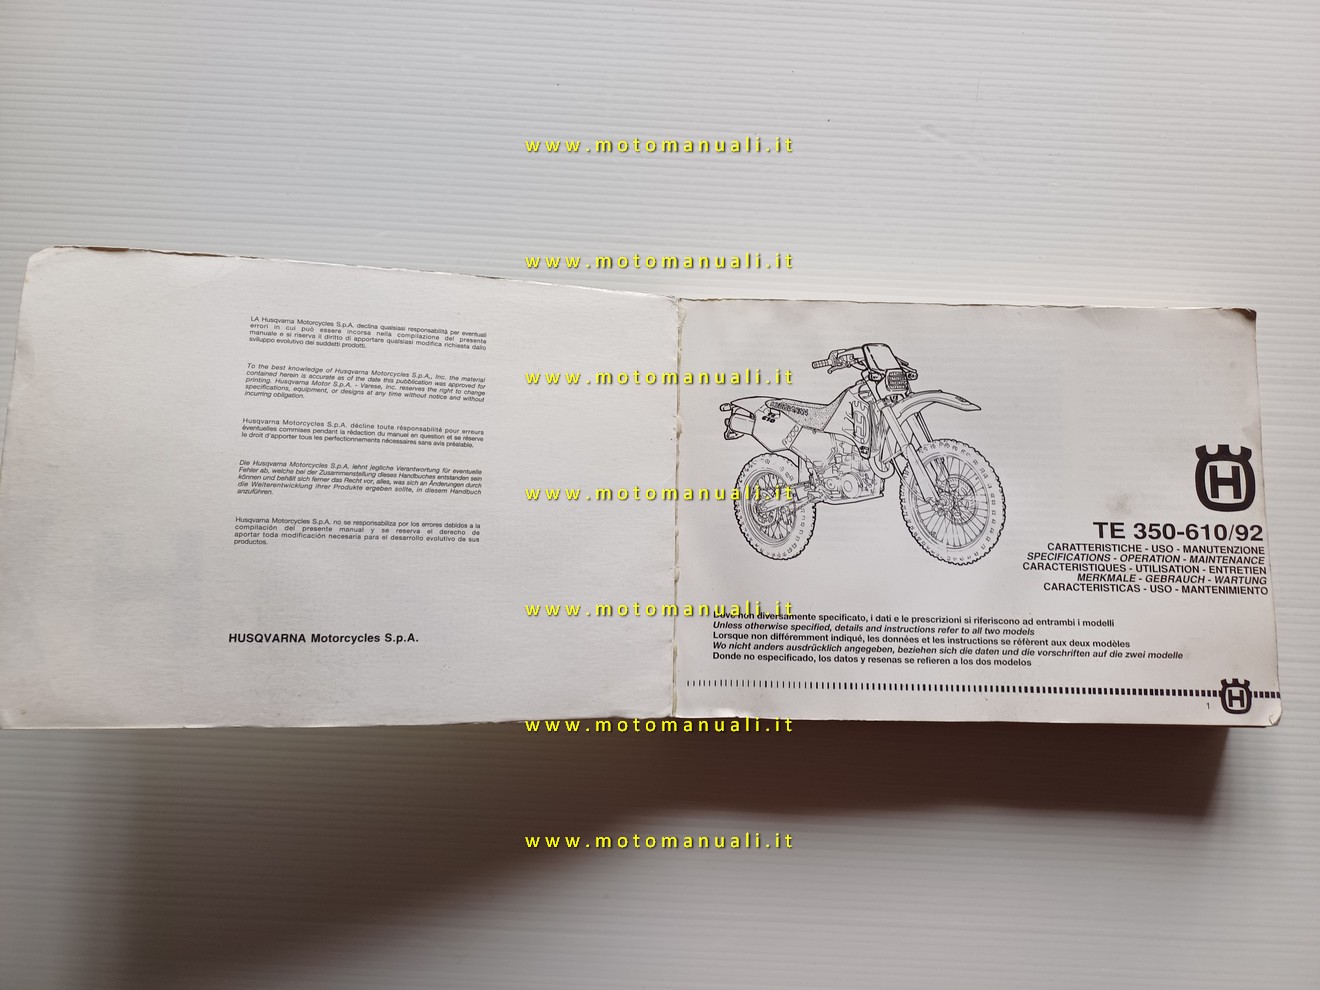 www.motomanuali.it
www.motomanuali.it
LA Husqvarna Motorcycles S.p.A. declina qualsiasi responsabilità per eventuali
errori in cui può essere incorsa nella compilazione del presente
manuale e si riserva il diritto di apportare qualsiasi modifica richiesta dallo
sviluppo evolutivo dei suddetti prodotti.
To the best knowledge of Husqvarna Motorcycles S.p.A., Inc. the material
contained herein is accurate as of the date this pubblication was approved for
printing. Husqvarna Motor S.p.A. - Varese, Inc. reserves the right to change
specifications, equipment, or designs at any time without notice and without
incurring obligation.
Husqvarna Motorcycles S.p.A. décline toute résponsabilité pour erreurs
éventuelles commises pendant la rédaction du manuel en question et se réserve
le droit d'apporter tous les perfectionnements nécessaires sans avis préalable.
Die Husqvarna Motorcycles S.p.A. lehnt jegliche Verantwortung für eventuelle
Fehler ab, welche bei der Zusammenstellung dieses Handbuches entstanden sein
können und behält sich ferner das Recht vor, alles, was sich an Änderungen durch
die Weiterentwicklung ihrer Produkte ergeben sollte, in diesem Handbuch
anzuführen.
Husqvarna Motorcycles S.p.A. no se responsabiliza por los errores debidos a la
compilación del presente manual y se reserva el derecho de
aportar toda modificación necesaria para el desarrollo evolutivo de sus
productos.
HUSQVARNA Motorcycles S.p.A.
www.motomanuali.it
www.motomanuali.it
www.motomanuali.it
HUSQVARNA
TE
610
H
TE 350-610/92
CARATTERISTICHE - USO - MANUTENZIONE
SPECIFICATIONS - OPERATION - MAINTENANCE
CARACTERISTIQUES - UTILISATION - ENTRETIEN
MERKMALE - GEBRAUCH - WARTUNG
CARACTERISTICAS - USO - MANTENIMIENTO
Dove non diversamente specificato, i dati e le prescrizioni si riferiscono ad entrambi i modelli
Unless otherwise specified, details and instructions refer to all two models
Lorsque non différemment indiqué, les données et les instructions se réfèrent aux deux modèles
Wo nicht anders ausdrücklich angegeben, beziehen sich die daten und die vorschriften auf die zwei modelle
Donde no especificado, los datos y resenas se refieren a los dos modelos
H
1
www.motomanuali.it
www.motomanuali.it